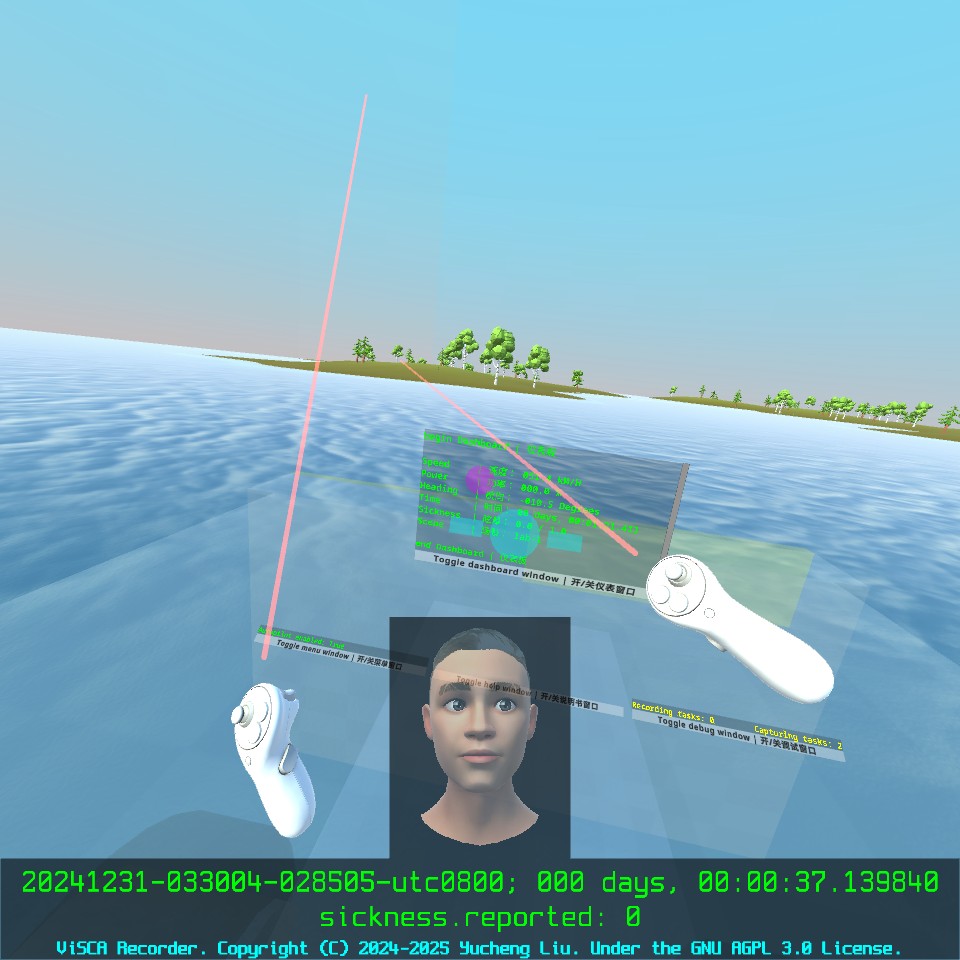 Speed
Power
Heading -019.5 Degrees
Time
Sickness
Scene
Toggle dashboard window | 开/关仪表窗口
Toggle menu window | 开/关菜单窗口
Toggle help window | 开/关说明书窗口
Recording tasks: 0
Capturing tasks: 2
Toggle debug window | 开/关调试窗口
20241231-033004-028505-utc0800; 000 days, 00:00:37.139840
sickness.reported: 0
ViSCA Recorder. Copyright (C) 2024-2025 Yucheng Liu. Under the GNU AGPL 3.0 License.